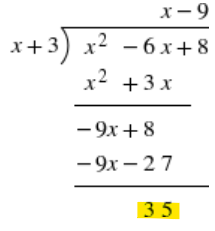 x − 9
x + 3 ) x² − 6x + 8
x² + 3x
− 9x + 8
− 9x − 27
35